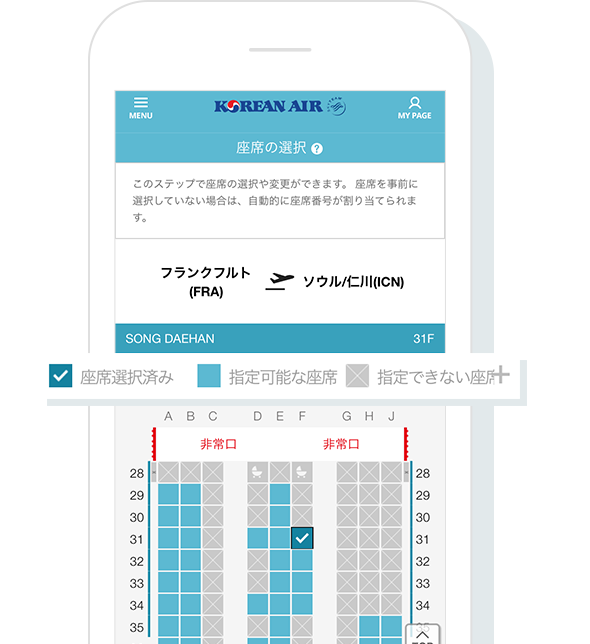 MENU
KOREAN AIR
MY PAGE
座席の選択 ?
このステップで座席の選択や変更ができます。 座席を事前に
選択していない場合は、自動的に座席番号が割り当てられま
す。
フランクフルト
(FRA)
ソウル/仁川(ICN)
SONG DAEHAN 31F
座席選択済み 指定可能な座席 指定できない座席
A B C D E F G H J
非常口 非常口
28 28
29 29
30 30
31 31
32 32
33 33
34 34
35 35